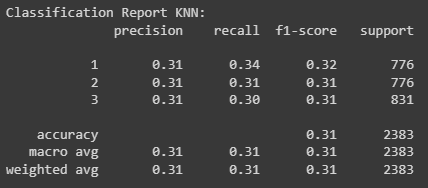 Classification Report KNN:
precision recall f1-score support
1 0.31 0.34 0.32 776
2 0.31 0.31 0.31 776
3 0.31 0.30 0.31 831
accuracy 0.31 2383
macro avg 0.31 0.31 0.31 2383
weighted avg 0.31 0.31 0.31 2383